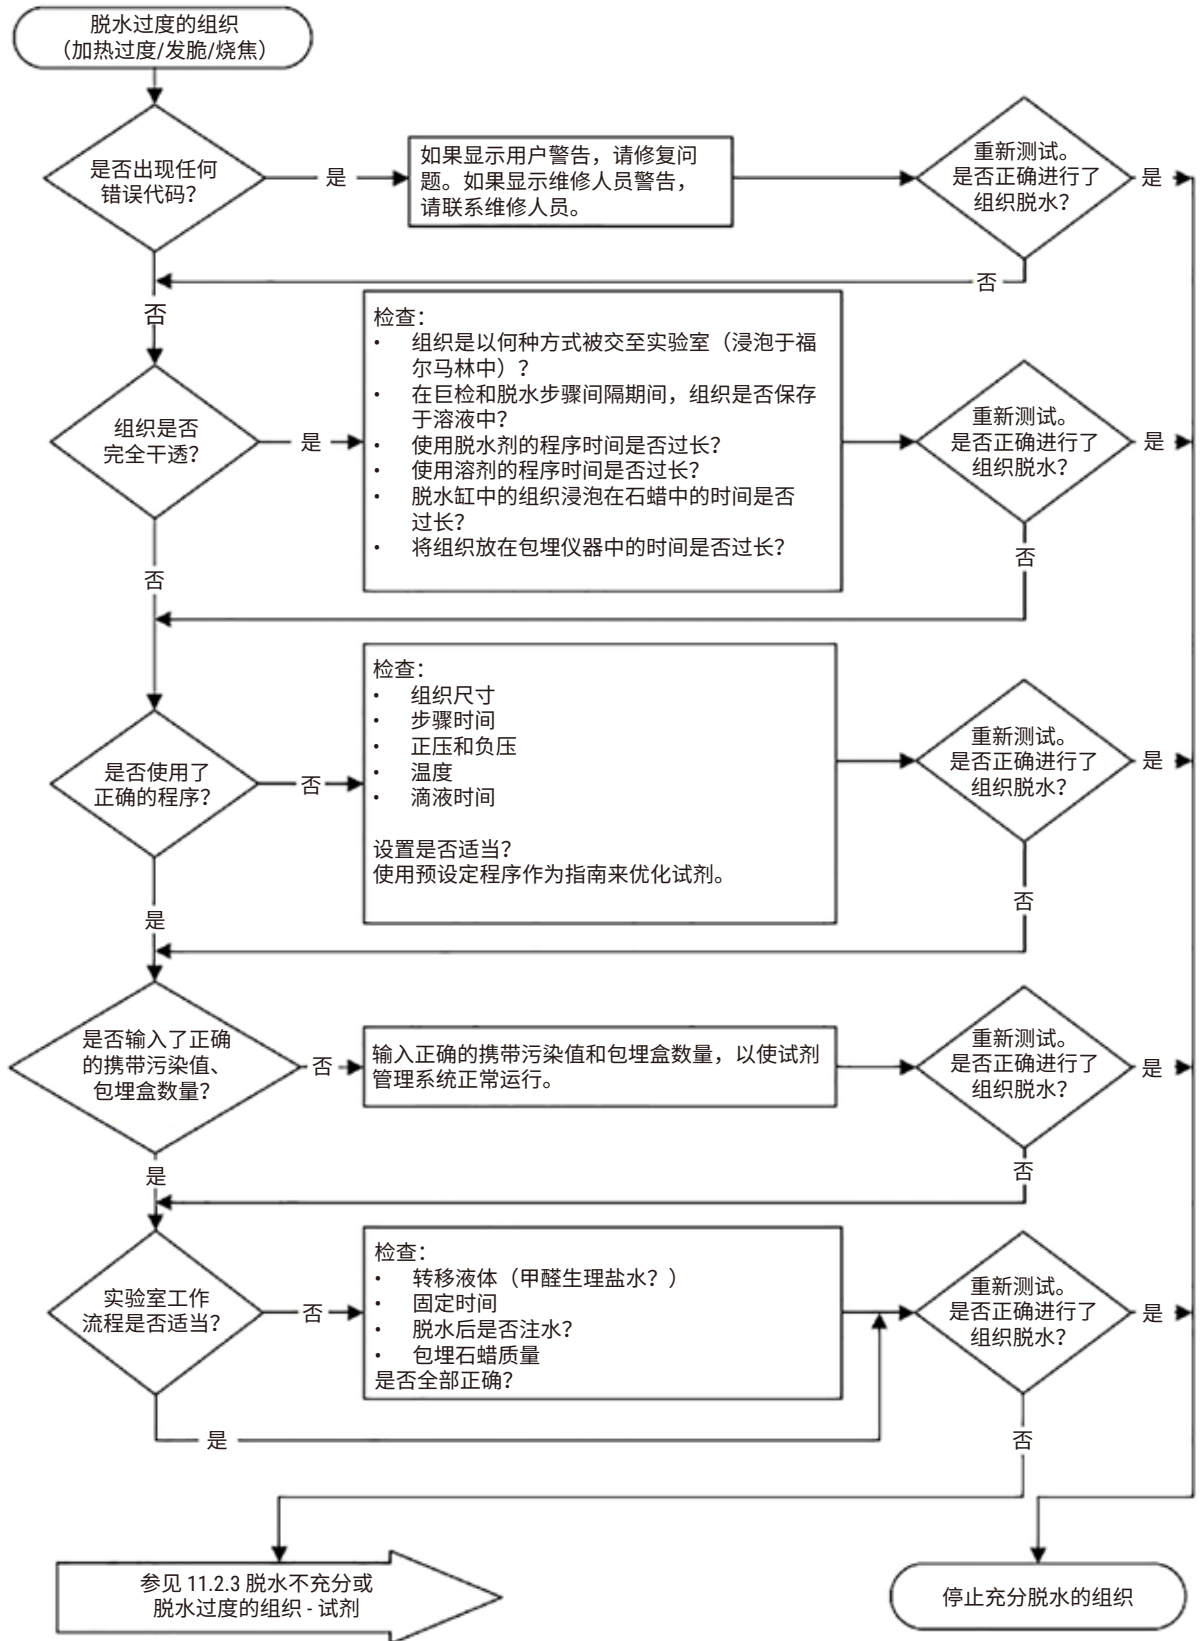 脱水过度的组织
（加热过度/发脆/烧焦）
是否出现任何
错误代码？
是
如果显示用户警告，请修复问
题。如果显示维修人员警告，
请联系维修人员。
重新测试。
是否正确进行了
组织脱水？
是
否
否
组织是否
完全干透？
是
检查：
• 组织是以何种方式被交至实验室（浸泡于福
尔马林中）？
• 在巨检和脱水步骤间隔期间，组织是否保存
于溶液中？
• 使用脱水剂的程序时间是否过长？
• 使用溶剂的程序时间是否过长？
• 脱水缸中的组织浸泡在石蜡中的时间是否
过长？
• 将组织放在包埋仪器中的时间是否过长？
重新测试。
是否正确进行了
组织脱水？
是
否
否
是否使用了
正确的程序？
否
检查：
• 组织尺寸
• 步骤时间
• 正压和负压
• 温度
• 滴液时间
设置是否适当？
使用预设定程序作为指南来优化试剂。
重新测试。
是否正确进行了
组织脱水？
是
否
是
是否输入了正确
的携带污染值、
包埋盒数量？
否
输入正确的携带污染值和包埋盒数量，以使试剂
管理系统正常运行。
重新测试。
是否正确进行了
组织脱水？
是
否
是
实验室工作
流程是否适当？
否
检查：
• 转移液体（甲醛生理盐水？）
• 固定时间
• 脱水后是否注水？
• 包埋石蜡质量
是否全部正确？
重新测试。
是否正确进行了
组织脱水？
是
是
否
参见 11.2.3 脱水不充分或
脱水过度的组织 - 试剂
停止充分脱水的组织